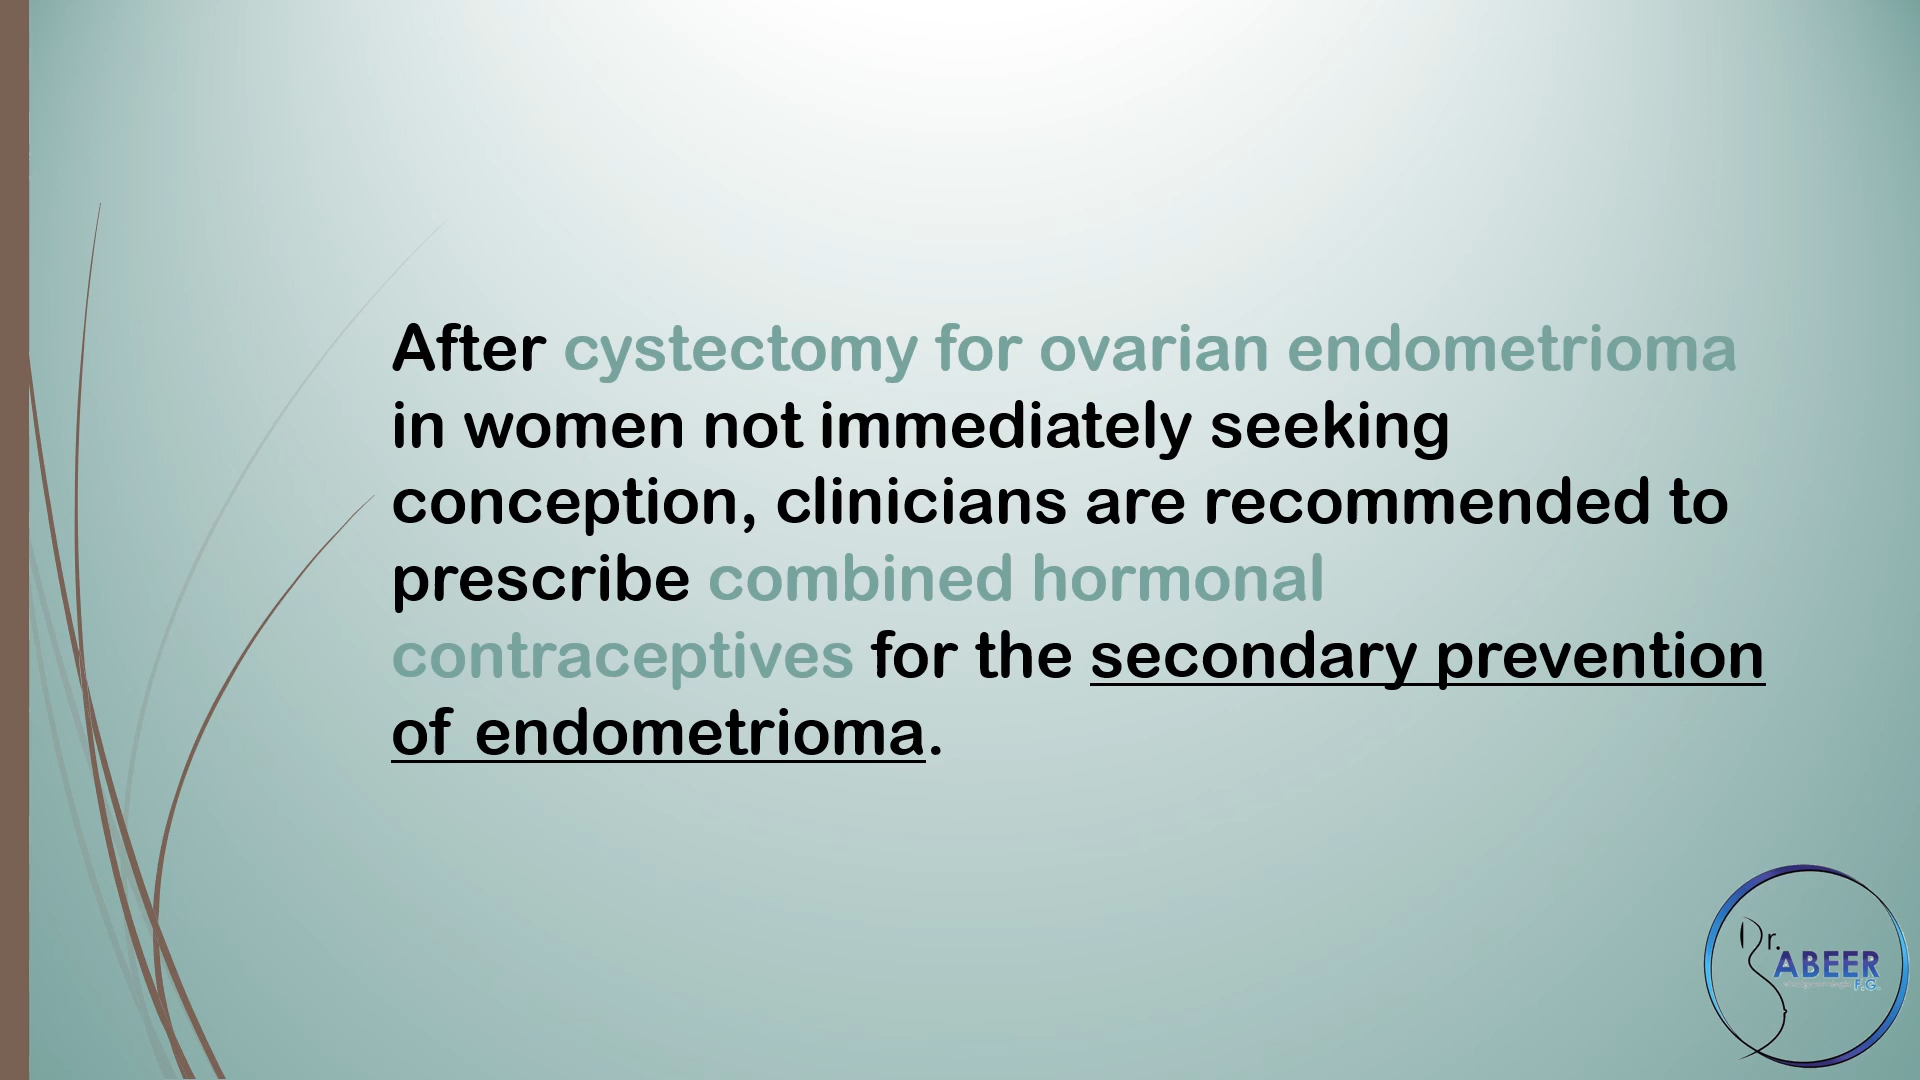 After cystectomy for ovarian endometrioma
in women not immediately seeking
conception, clinicians are recommended to
prescribe combined hormonal
contraceptives for the secondary prevention
of endometrioma.
Dr.
ABEER
F.G.